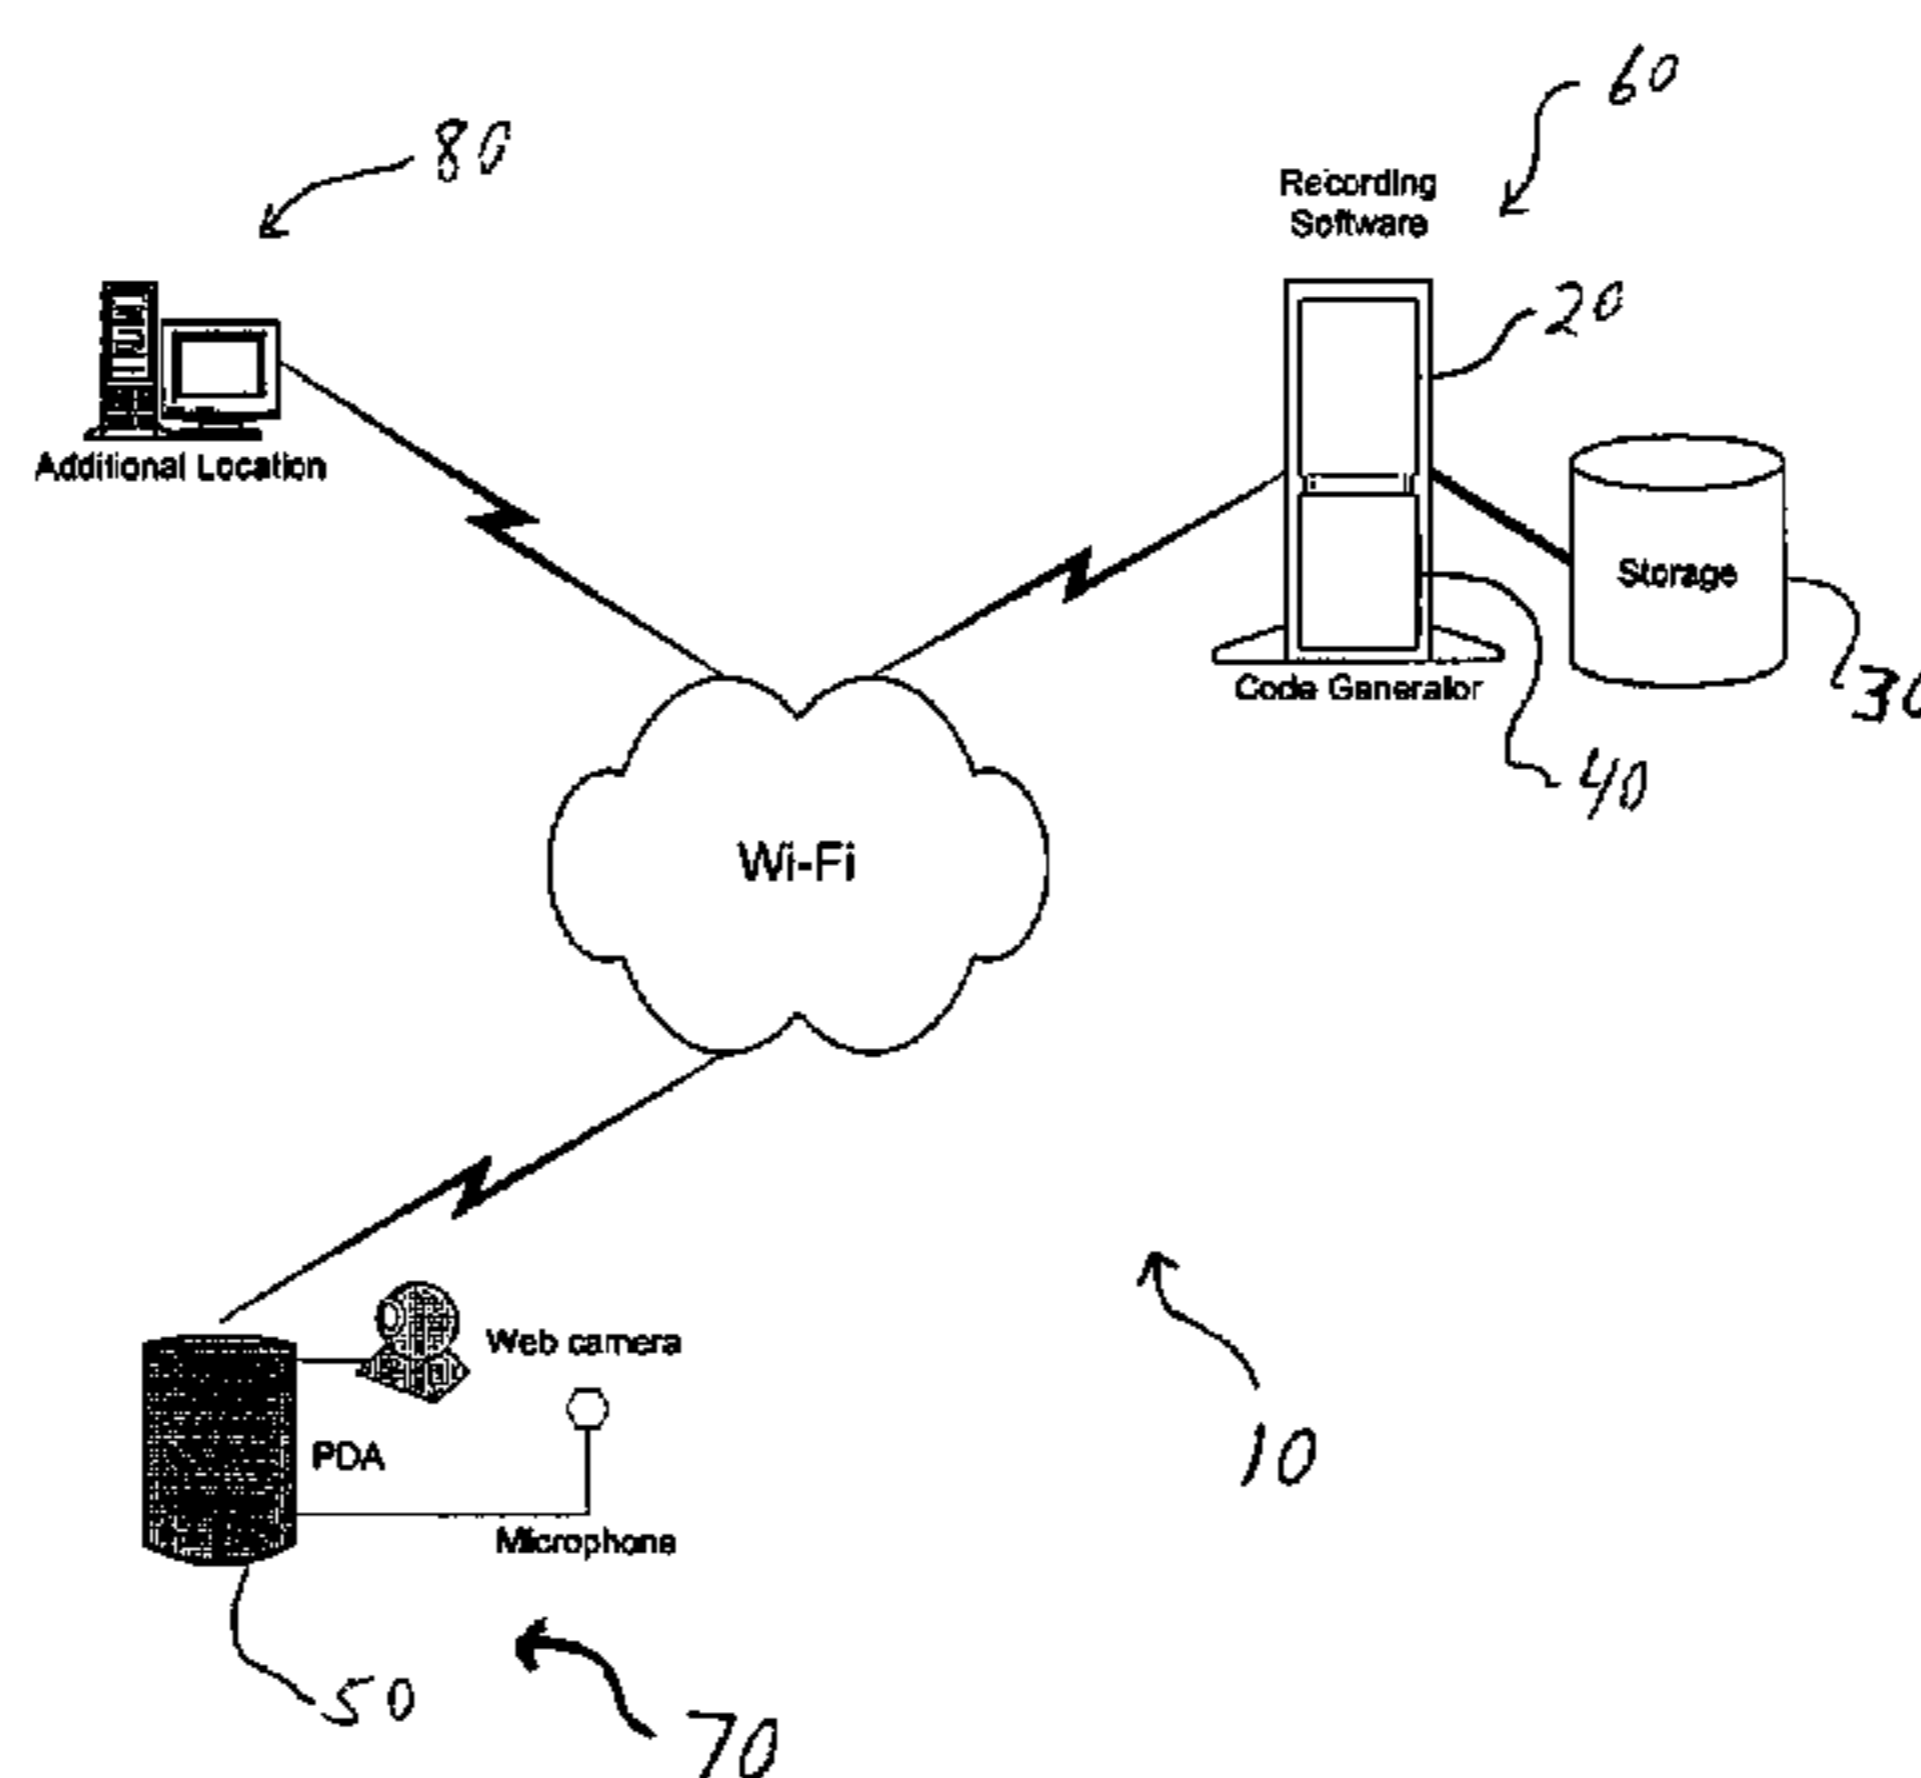 60
80
Recording
Software
20
Additional Location
Storage
Code Generator
30
40
Wi-Fi
Web camera
PDA
10
Microphone
50
70